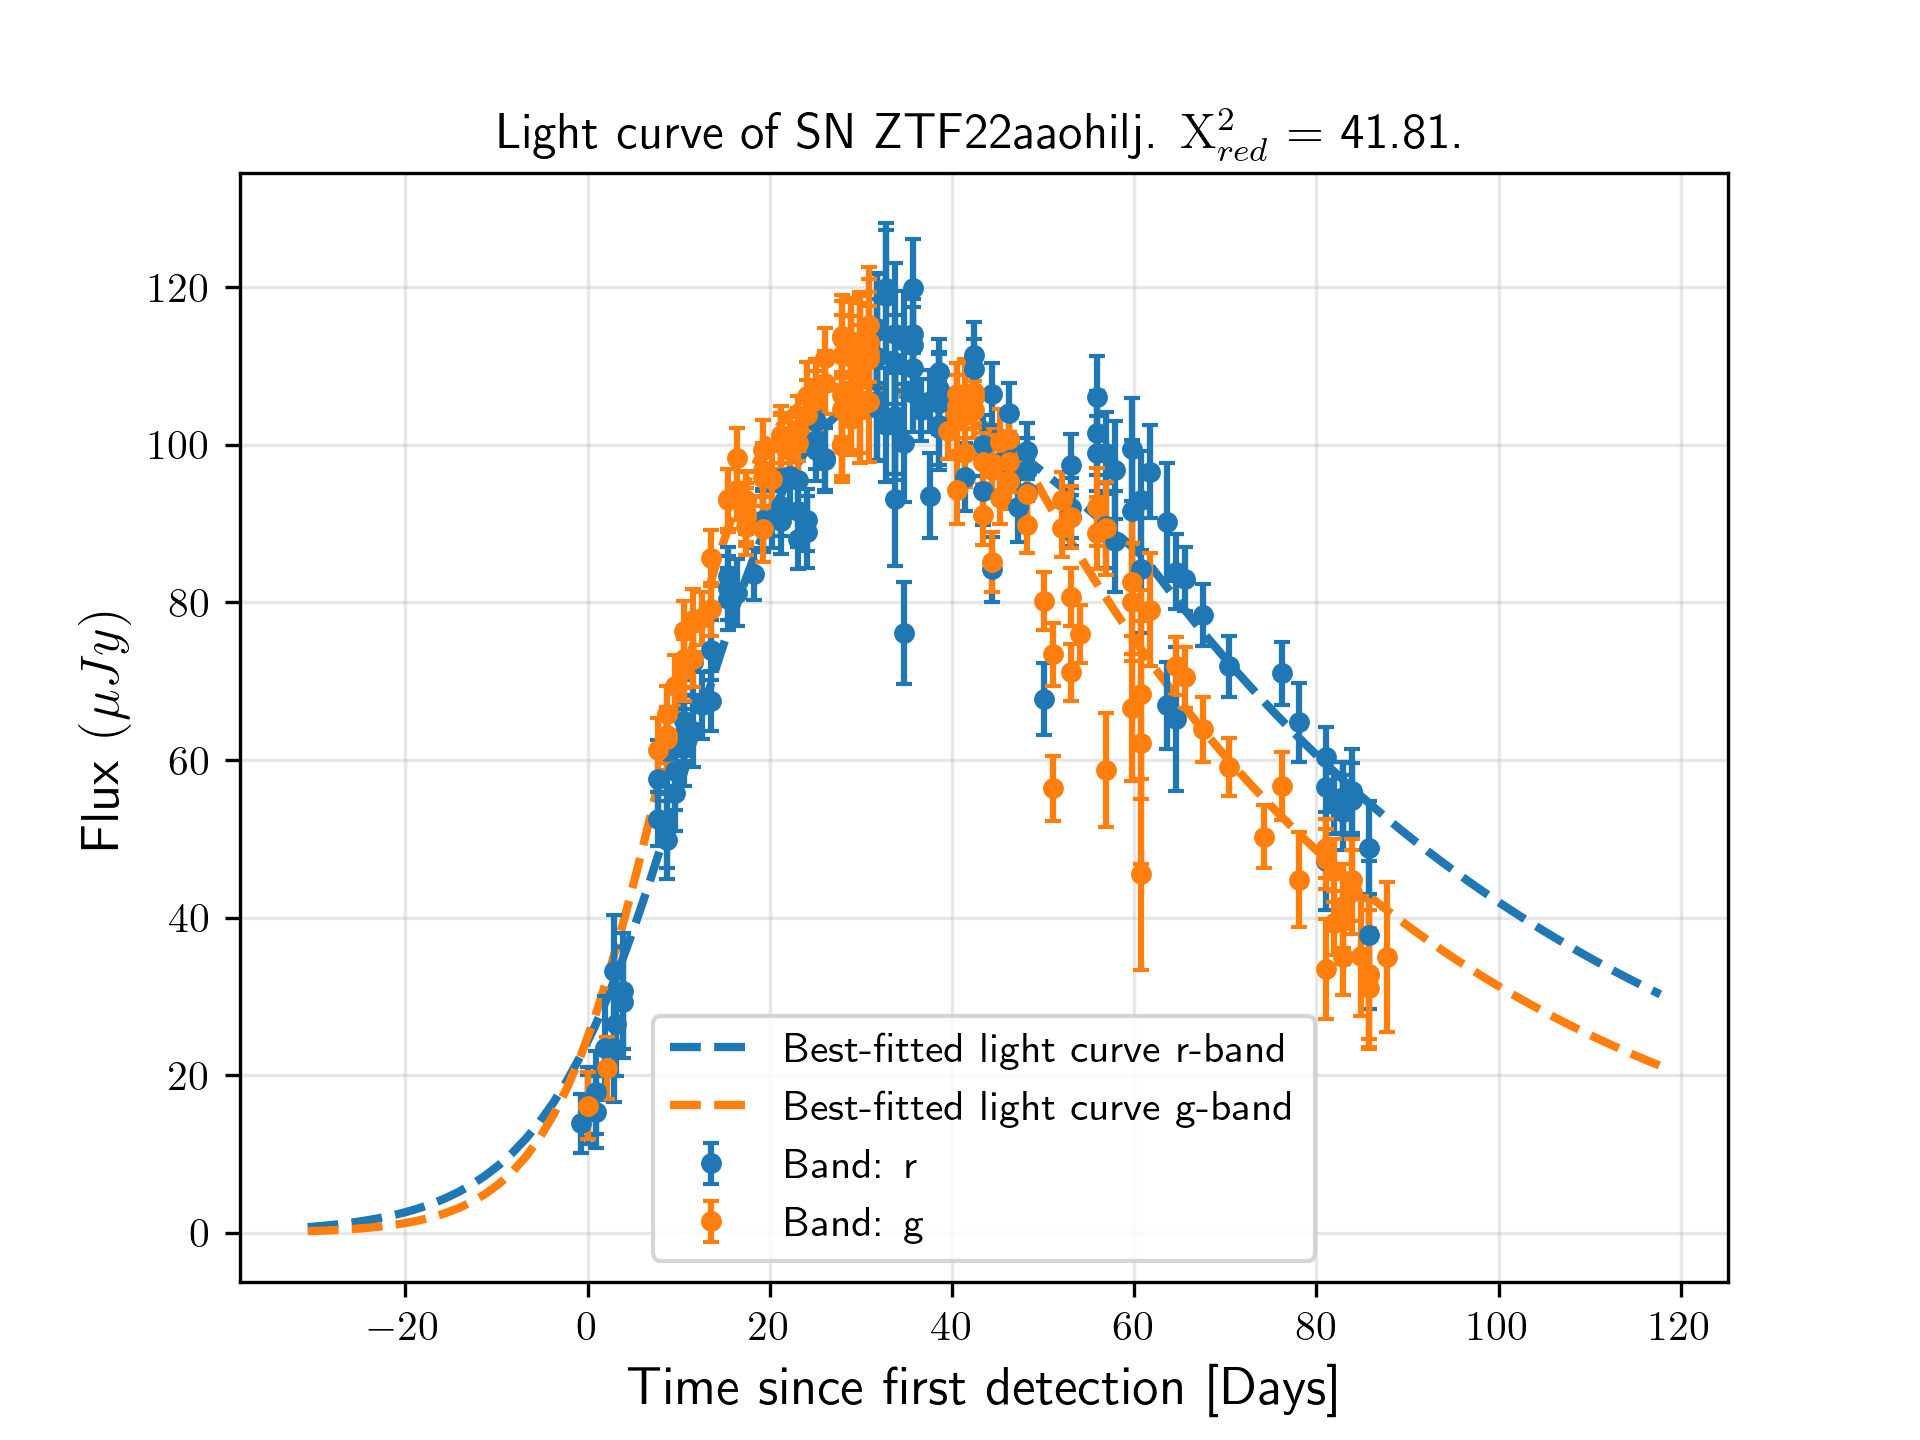 Light curve of SN ZTF22aaohilj. X²_red = 41.81.
Flux (μJy)
120
100
80
60
40
20
0
Best-fitted light curve r-band
Best-fitted light curve g-band
Band: r
Band: g
−20 0 20 40 60 80 100 120
Time since first detection [Days]